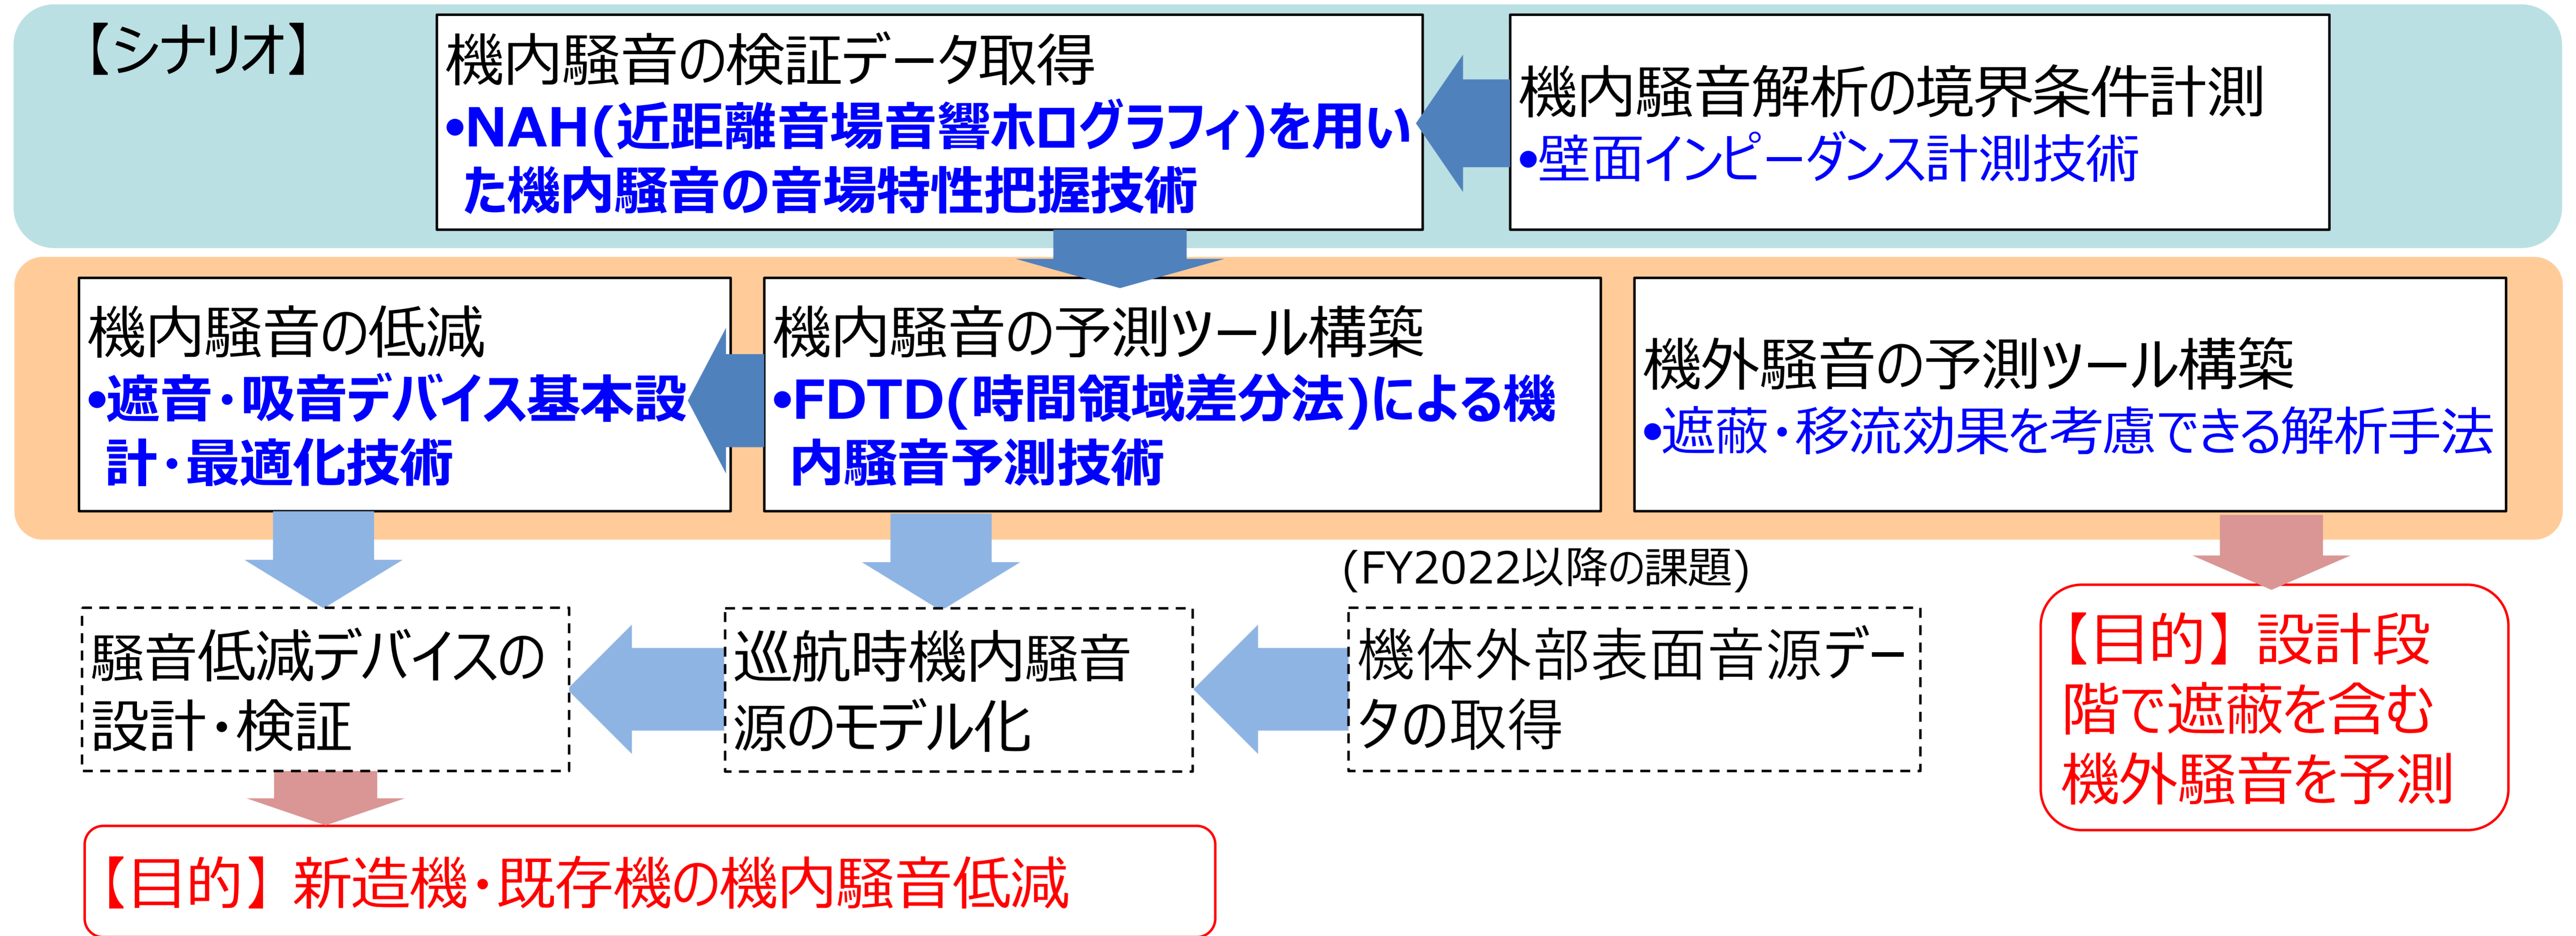 【シナリオ】
機内騒音の検証データ取得
•NAH(近距離音場音響ホログラフィ)を用い
た機内騒音の音場特性把握技術
機内騒音解析の境界条件計測
•壁面インピーダンス計測技術
機内騒音の低減
•遮音・吸音デバイス基本設
計・最適化技術
機内騒音の予測ツール構築
•FDTD(時間領域差分法)による機
内騒音予測技術
機外騒音の予測ツール構築
•遮蔽・移流効果を考慮できる解析手法
(FY2022以降の課題)
騒音低減デバイスの
設計・検証
巡航時機内騒音
源のモデル化
機体外部表面音源デー
タの取得
【目的】設計段
階で遮蔽を含む
機外騒音を予測
【目的】新造機・既存機の機内騒音低減